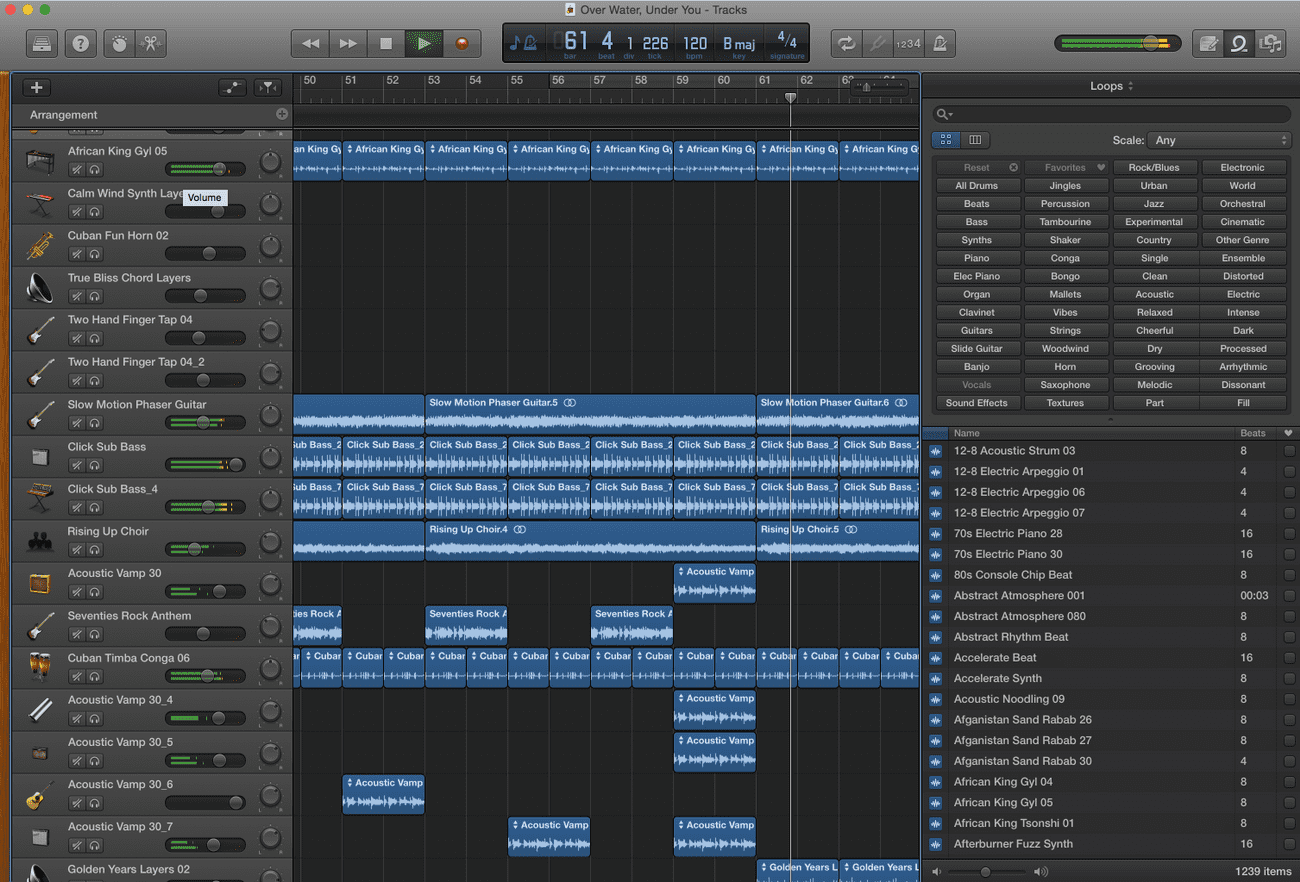 Over Water, Under You - Tracks
61 4 1 226 120 B maj 4/4
bar beat div tick bpm key signature
1234
50 51 52 53 54 55 56 57 58 59 60 61 62 63 64
Loops
Arrangement
Scale: Any
African King Gyl 05
an King Gy African King Gy African King Gy African King Gy African King Gy African King Gy African King Gy African King G
Calm Wind Synth Laye
Volume
Cuban Fun Horn 02
True Bliss Chord Layers
Two Hand Finger Tap 04
Two Hand Finger Tap 04_2
Slow Motion Phaser Guitar
Slow Motion Phaser Guitar.5 Slow Motion Phaser Guitar.6
Click Sub Bass
ub Bass_2 Click Sub Bass_2 Click Sub Bass_2 Click Sub Bass_2 Click Sub Bass_2 Click Sub Bass_2 Click Sub Bass_2 Click Sub Bass_
Click Sub Bass_4
ub Bass_7 Click Sub Bass_7 Click Sub Bass_7 Click Sub Bass_7 Click Sub Bass_7 Click Sub Bass_7 Click Sub Bass_7 Click Sub Bass_
Rising Up Choir
Rising Up Choir.4 Rising Up Choir.5
Acoustic Vamp 30
Acoustic Vamp
Seventies Rock Anthem
ties Rock A Seventies Rock A Seventies Rock A
Cuban Timba Conga 06
Cubar Cubar Cubar Cubar Cubar Cubar Cubar Cubar Cubar Cubar Cubar Cubar Cubar Cubar Cubar
Acoustic Vamp 30_4
Acoustic Vamp
Acoustic Vamp 30_5
Acoustic Vamp
Acoustic Vamp 30_6
Acoustic Vamp
Acoustic Vamp 30_7
Acoustic Vamp Acoustic Vamp
Golden Years Layers 02
Golden Years L Golden Years L
Reset Favorites Rock/Blues Electronic
All Drums Jingles Urban World
Beats Percussion Jazz Orchestral
Bass Tambourine Experimental Cinematic
Synths Shaker Country Other Genre
Piano Conga Single Ensemble
Elec Piano Bongo Clean Distorted
Organ Mallets Acoustic Electric
Clavinet Vibes Relaxed Intense
Guitars Strings Cheerful Dark
Slide Guitar Woodwind Dry Processed
Banjo Horn Grooving Arrhythmic
Vocals Saxophone Melodic Dissonant
Sound Effects Textures Part Fill
Name Beats
12-8 Acoustic Strum 03 8
12-8 Electric Arpeggio 01 4
12-8 Electric Arpeggio 06 4
12-8 Electric Arpeggio 07 4
70s Electric Piano 28 16
70s Electric Piano 30 16
80s Console Chip Beat 8
Abstract Atmosphere 001 00:03
Abstract Atmosphere 080 8
Abstract Rhythm Beat 8
Accelerate Beat 16
Accelerate Synth 8
Acoustic Noodling 09 8
Afganistan Sand Rabab 26 8
Afganistan Sand Rabab 27 8
Afganistan Sand Rabab 30 4
African King Gyl 04 8
African King Gyl 05 8
African King Tsonshi 01 8
Afterburner Fuzz Synth 16
1239 items